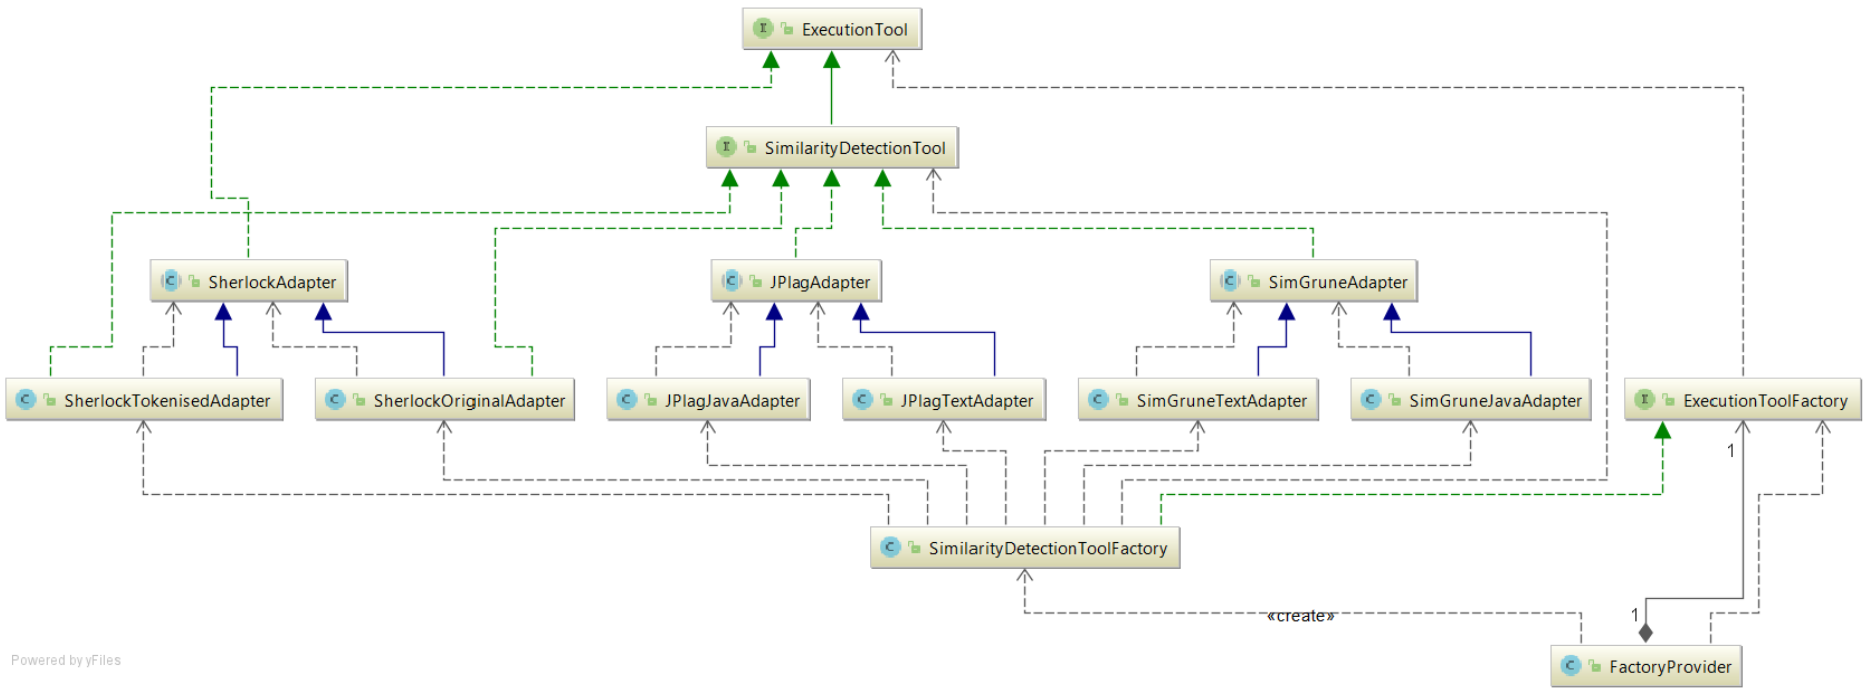 ExecutionTool
SimilarityDetectionTool
SherlockAdapter
JPlagAdapter
SimGruneAdapter
SherlockTokenisedAdapter
SherlockOriginalAdapter
JPlagJavaAdapter
JPlagTextAdapter
SimGruneTextAdapter
SimGruneJavaAdapter
ExecutionToolFactory
1
SimilarityDetectionToolFactory
«create»
1
Powered by yFiles
FactoryProvider